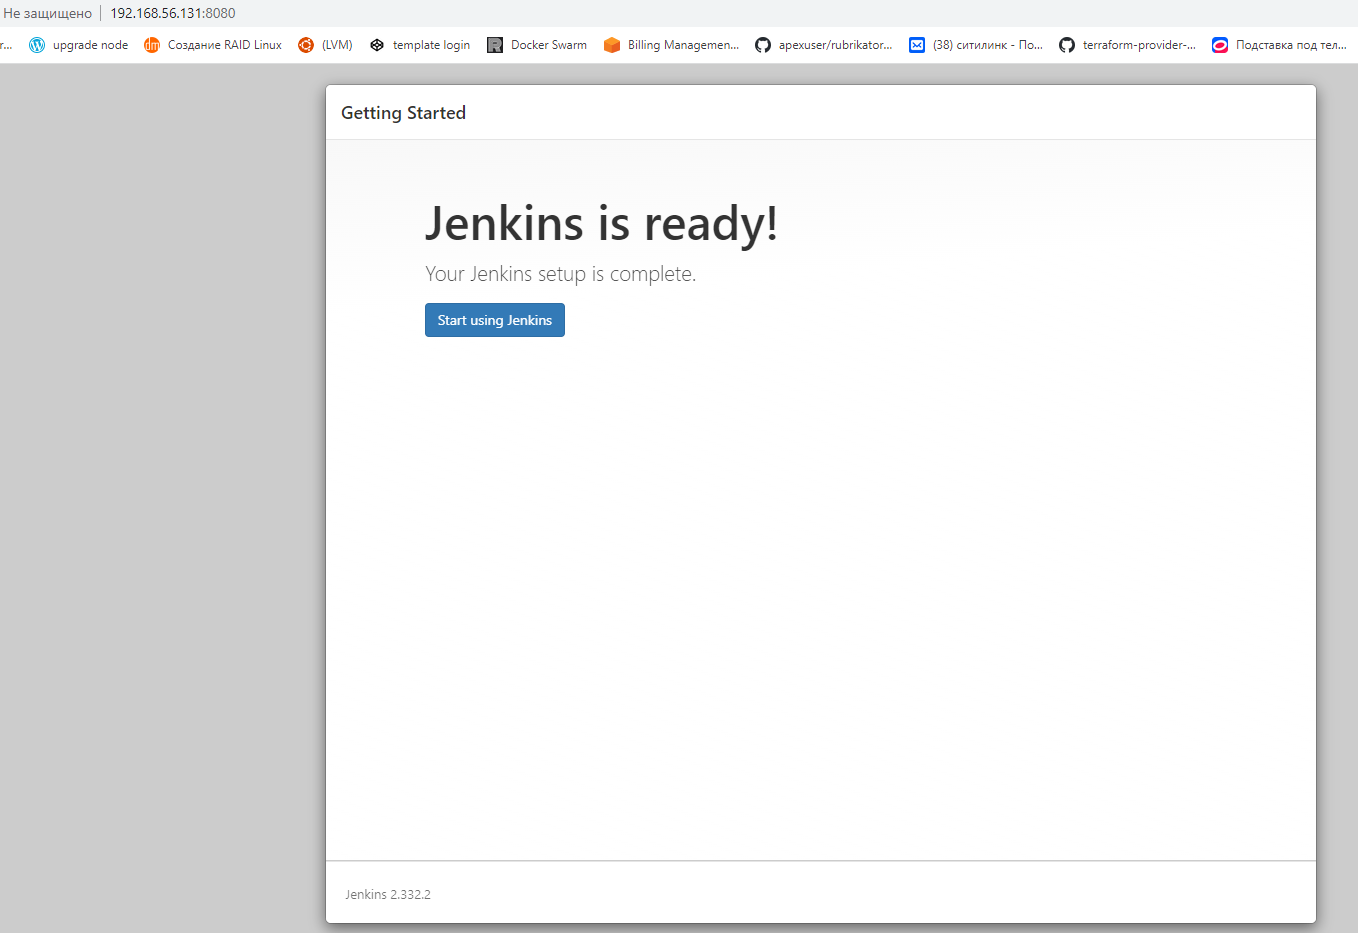 Не защищено 192.168.56.131:8080
r... upgrade node dm Создание RAID Linux (LVM) template login R Docker Swarm Billing Managemen... apexuser/rubrikator... (38) ситилинк - По... terraform-provider-... Подставка под тел...
Getting Started
Jenkins is ready!
Your Jenkins setup is complete.
Start using Jenkins
Jenkins 2.332.2